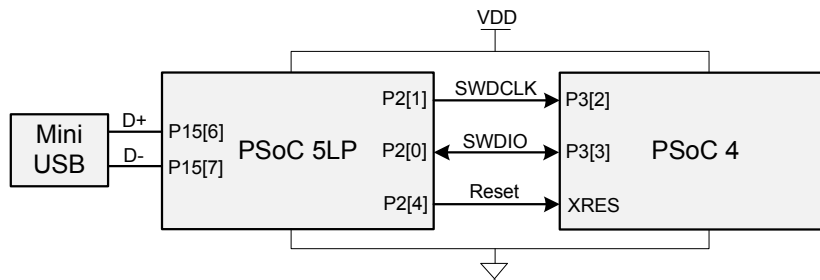 VDD
SWDCLK
P2[1]
P3[2]
D+
Mini
USB
P15[6]
PSoC 5LP
P2[0]
SWDIO
P3[3]
PSoC 4
D-
P15[7]
P2[4]
Reset
XRES